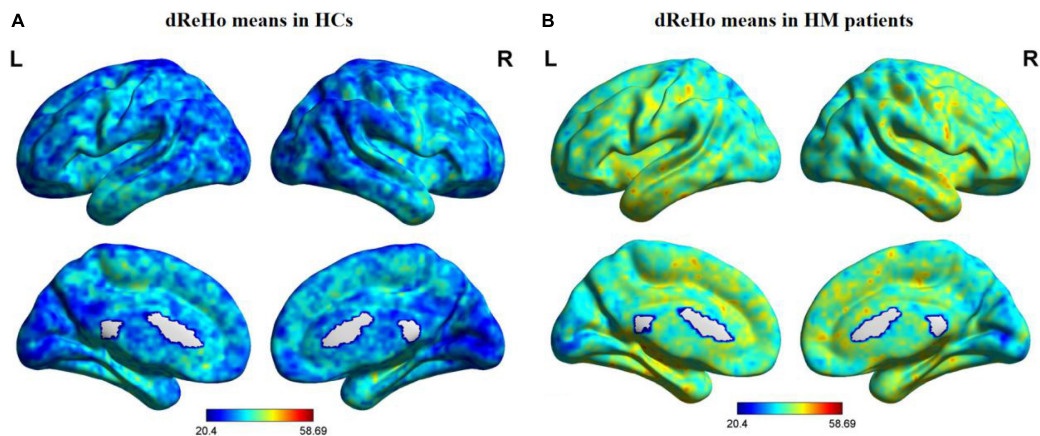 A
dReHo means in HCs
L
R
20.4
58.69
B
dReHo means in HM patients
L
R
20.4
58.69